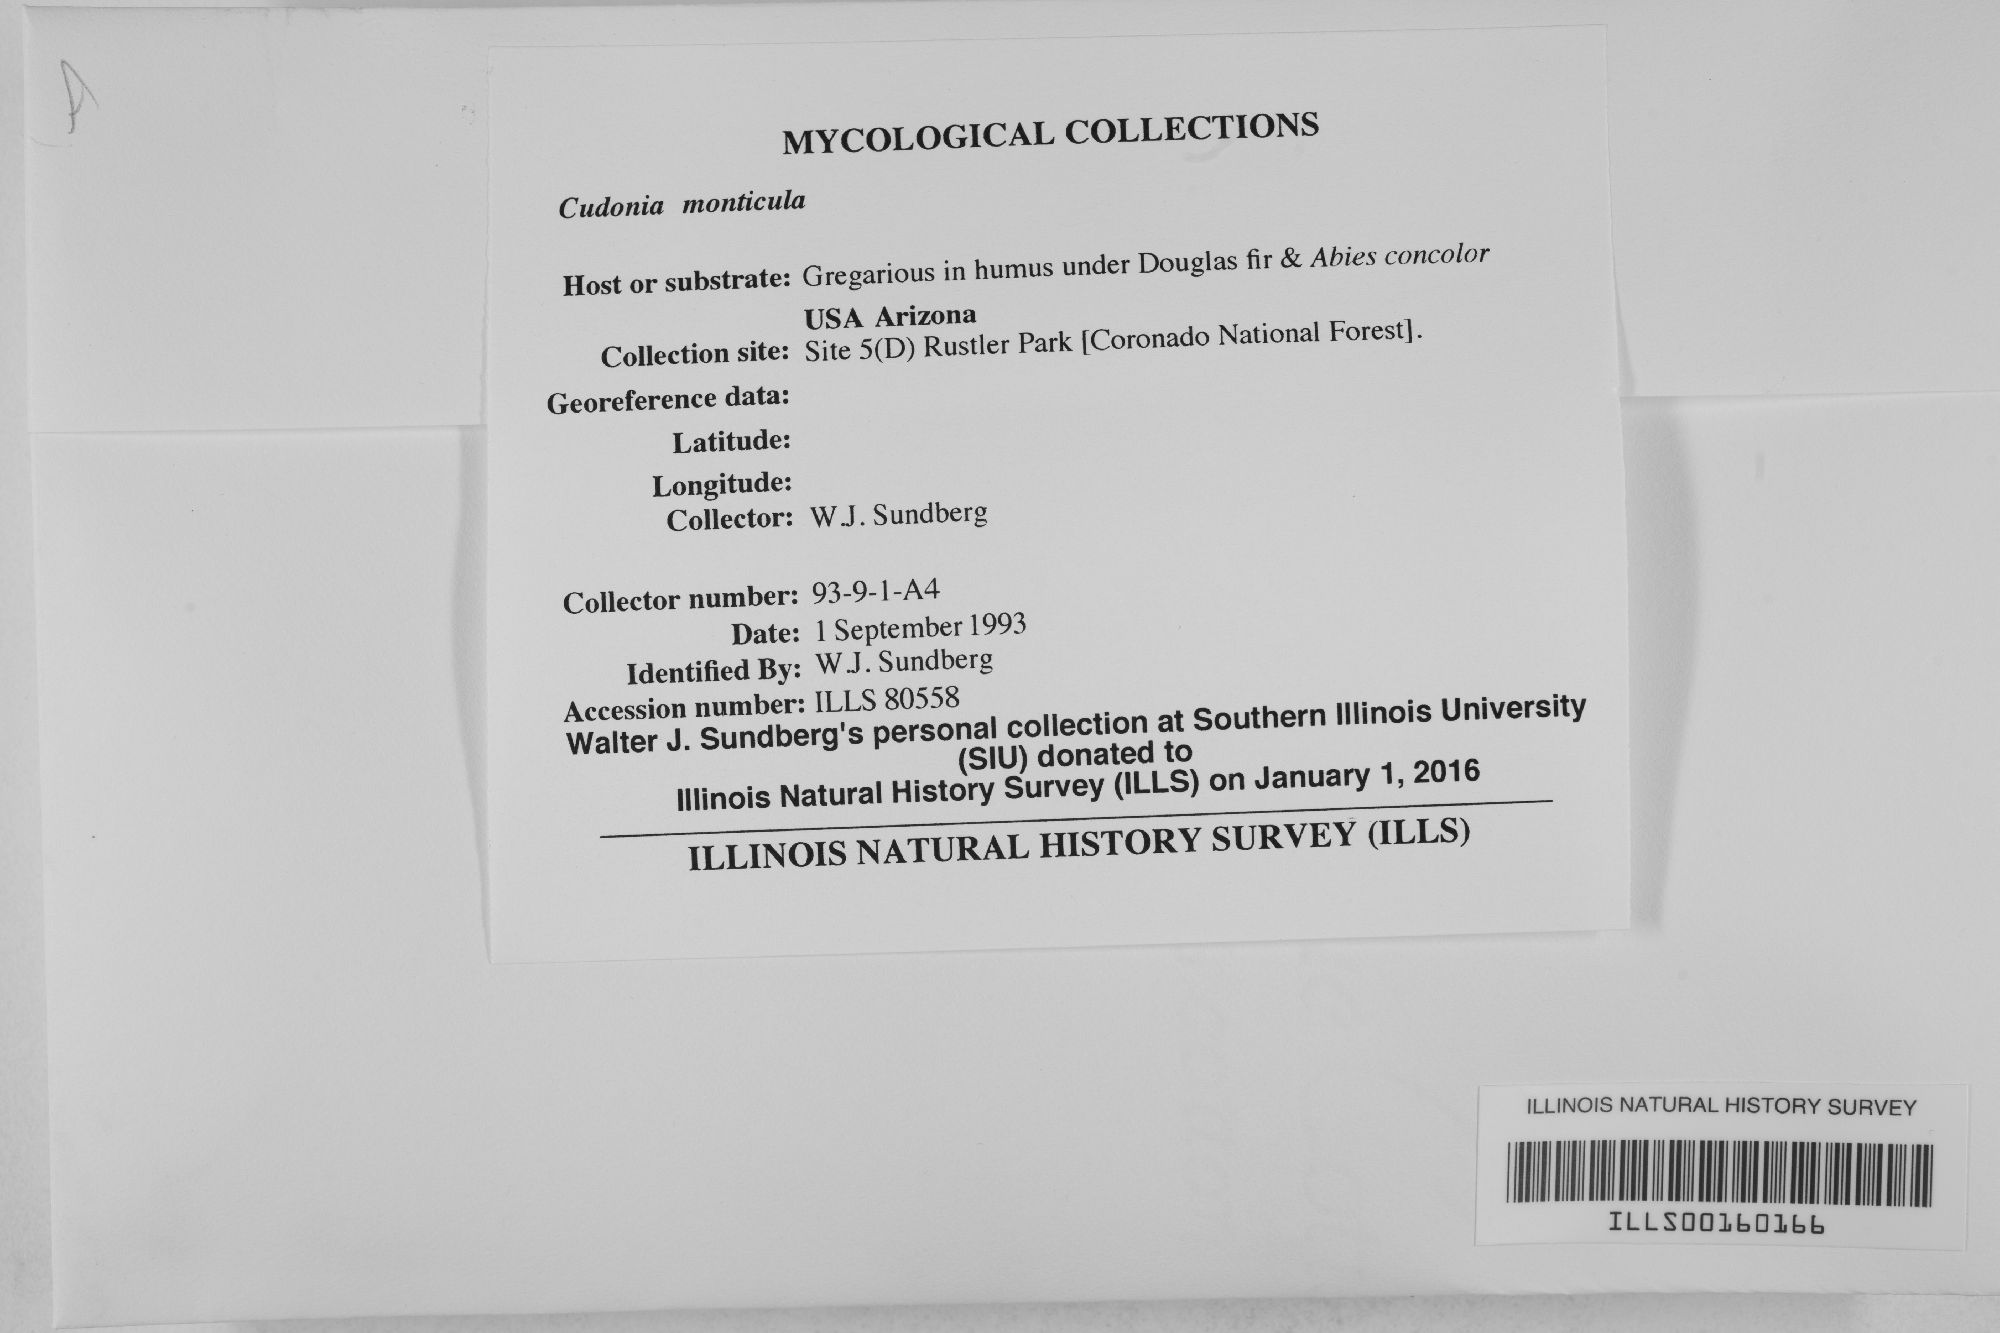 A
MYCOLOGICAL COLLECTIONS
Cudonia monticula
Host or substrate: Gregarious in humus under Douglas fir & Abies concolor
USA Arizona
Collection site: Site 5(D) Rustler Park [Coronado National Forest].
Georeference data:
Latitude:
Longitude:
Collector: W.J. Sundberg
Collector number: 93-9-1-A4
Date: 1 September 1993
Identified By: W.J. Sundberg
Accession number: ILLS 80558
Walter J. Sundberg's personal collection at Southern Illinois University
(SIU) donated to
Illinois Natural History Survey (ILLS) on January 1, 2016
ILLINOIS NATURAL HISTORY SURVEY (ILLS)
ILLINOIS NATURAL HISTORY SURVEY
ILLS00160166